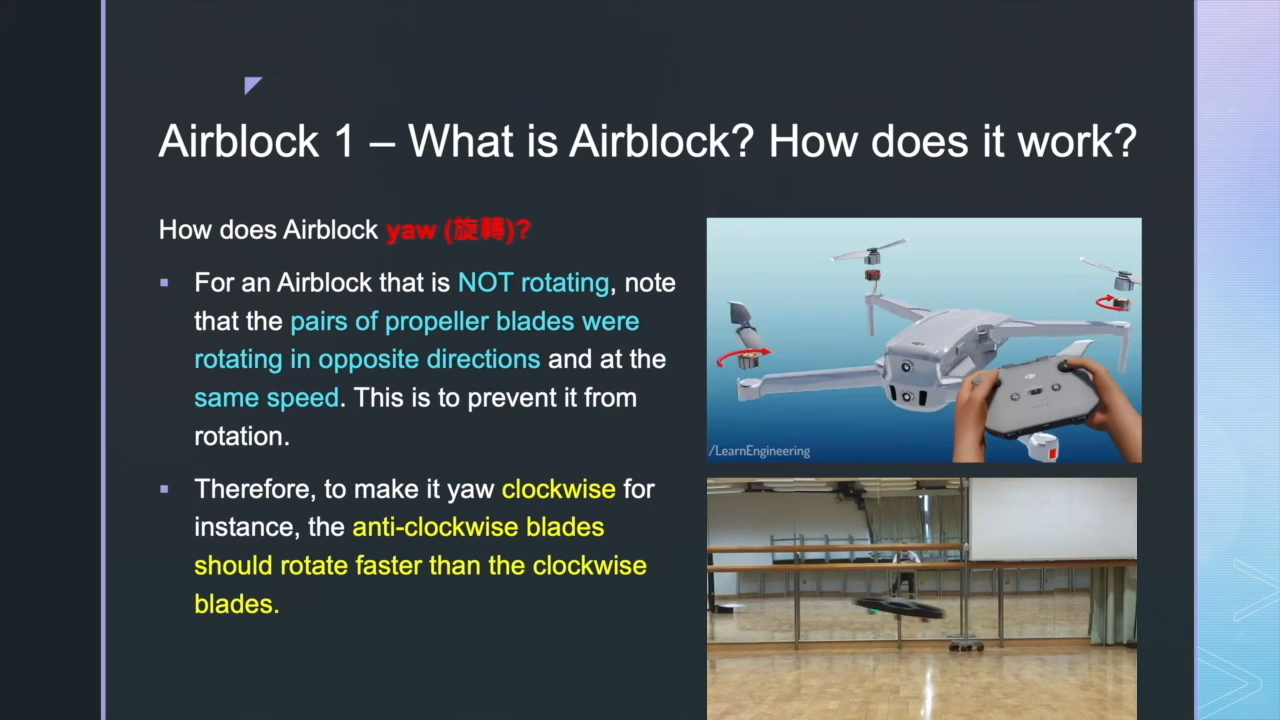 Airblock 1 – What is Airblock? How does it work?
How does Airblock yaw (旋轉)?
▪ For an Airblock that is NOT rotating, note
that the pairs of propeller blades were
rotating in opposite directions and at the
same speed. This is to prevent it from
rotation.
▪ Therefore, to make it yaw clockwise for
instance, the anti-clockwise blades
should rotate faster than the clockwise
blades.
/LearnEngineering